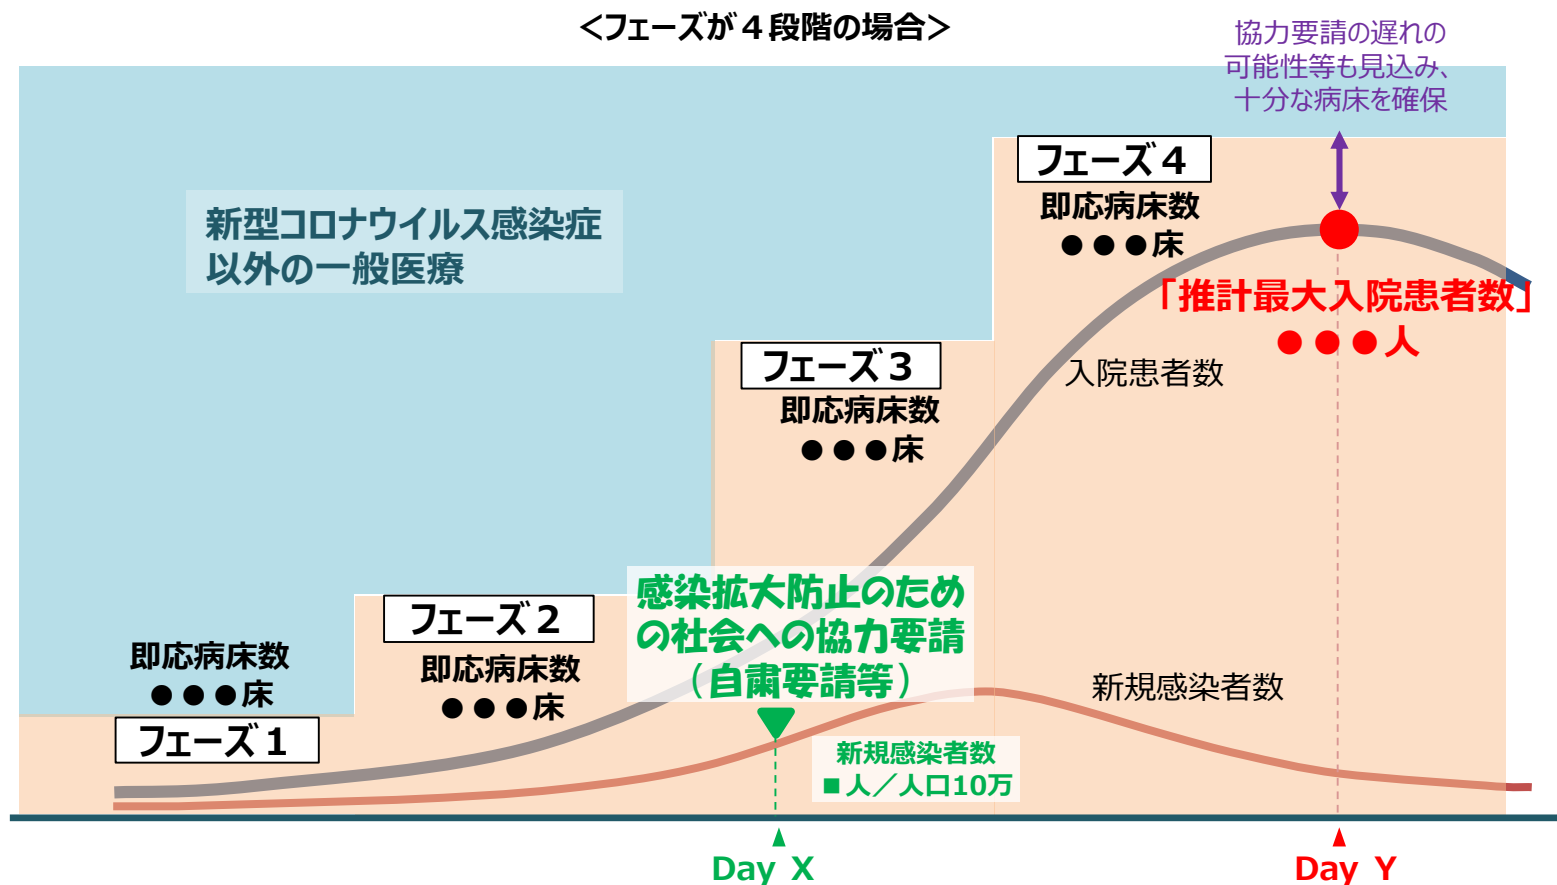 <フェーズが４段階の場合>
協力要請の遅れの
可能性等も見込み、
十分な病床を確保
新型コロナウイルス感染症
以外の一般医療
フェーズ４
即応病床数
●●●床
「推計最大入院患者数」
●●●人
入院患者数
フェーズ３
即応病床数
●●●床
感染拡大防止のため
の社会への協力要請
（自粛要請等）
フェーズ２
即応病床数
●●●床
即応病床数
●●●床
フェーズ１
新規感染者数
新規感染者数
■人／人口10万
Day X
Day Y